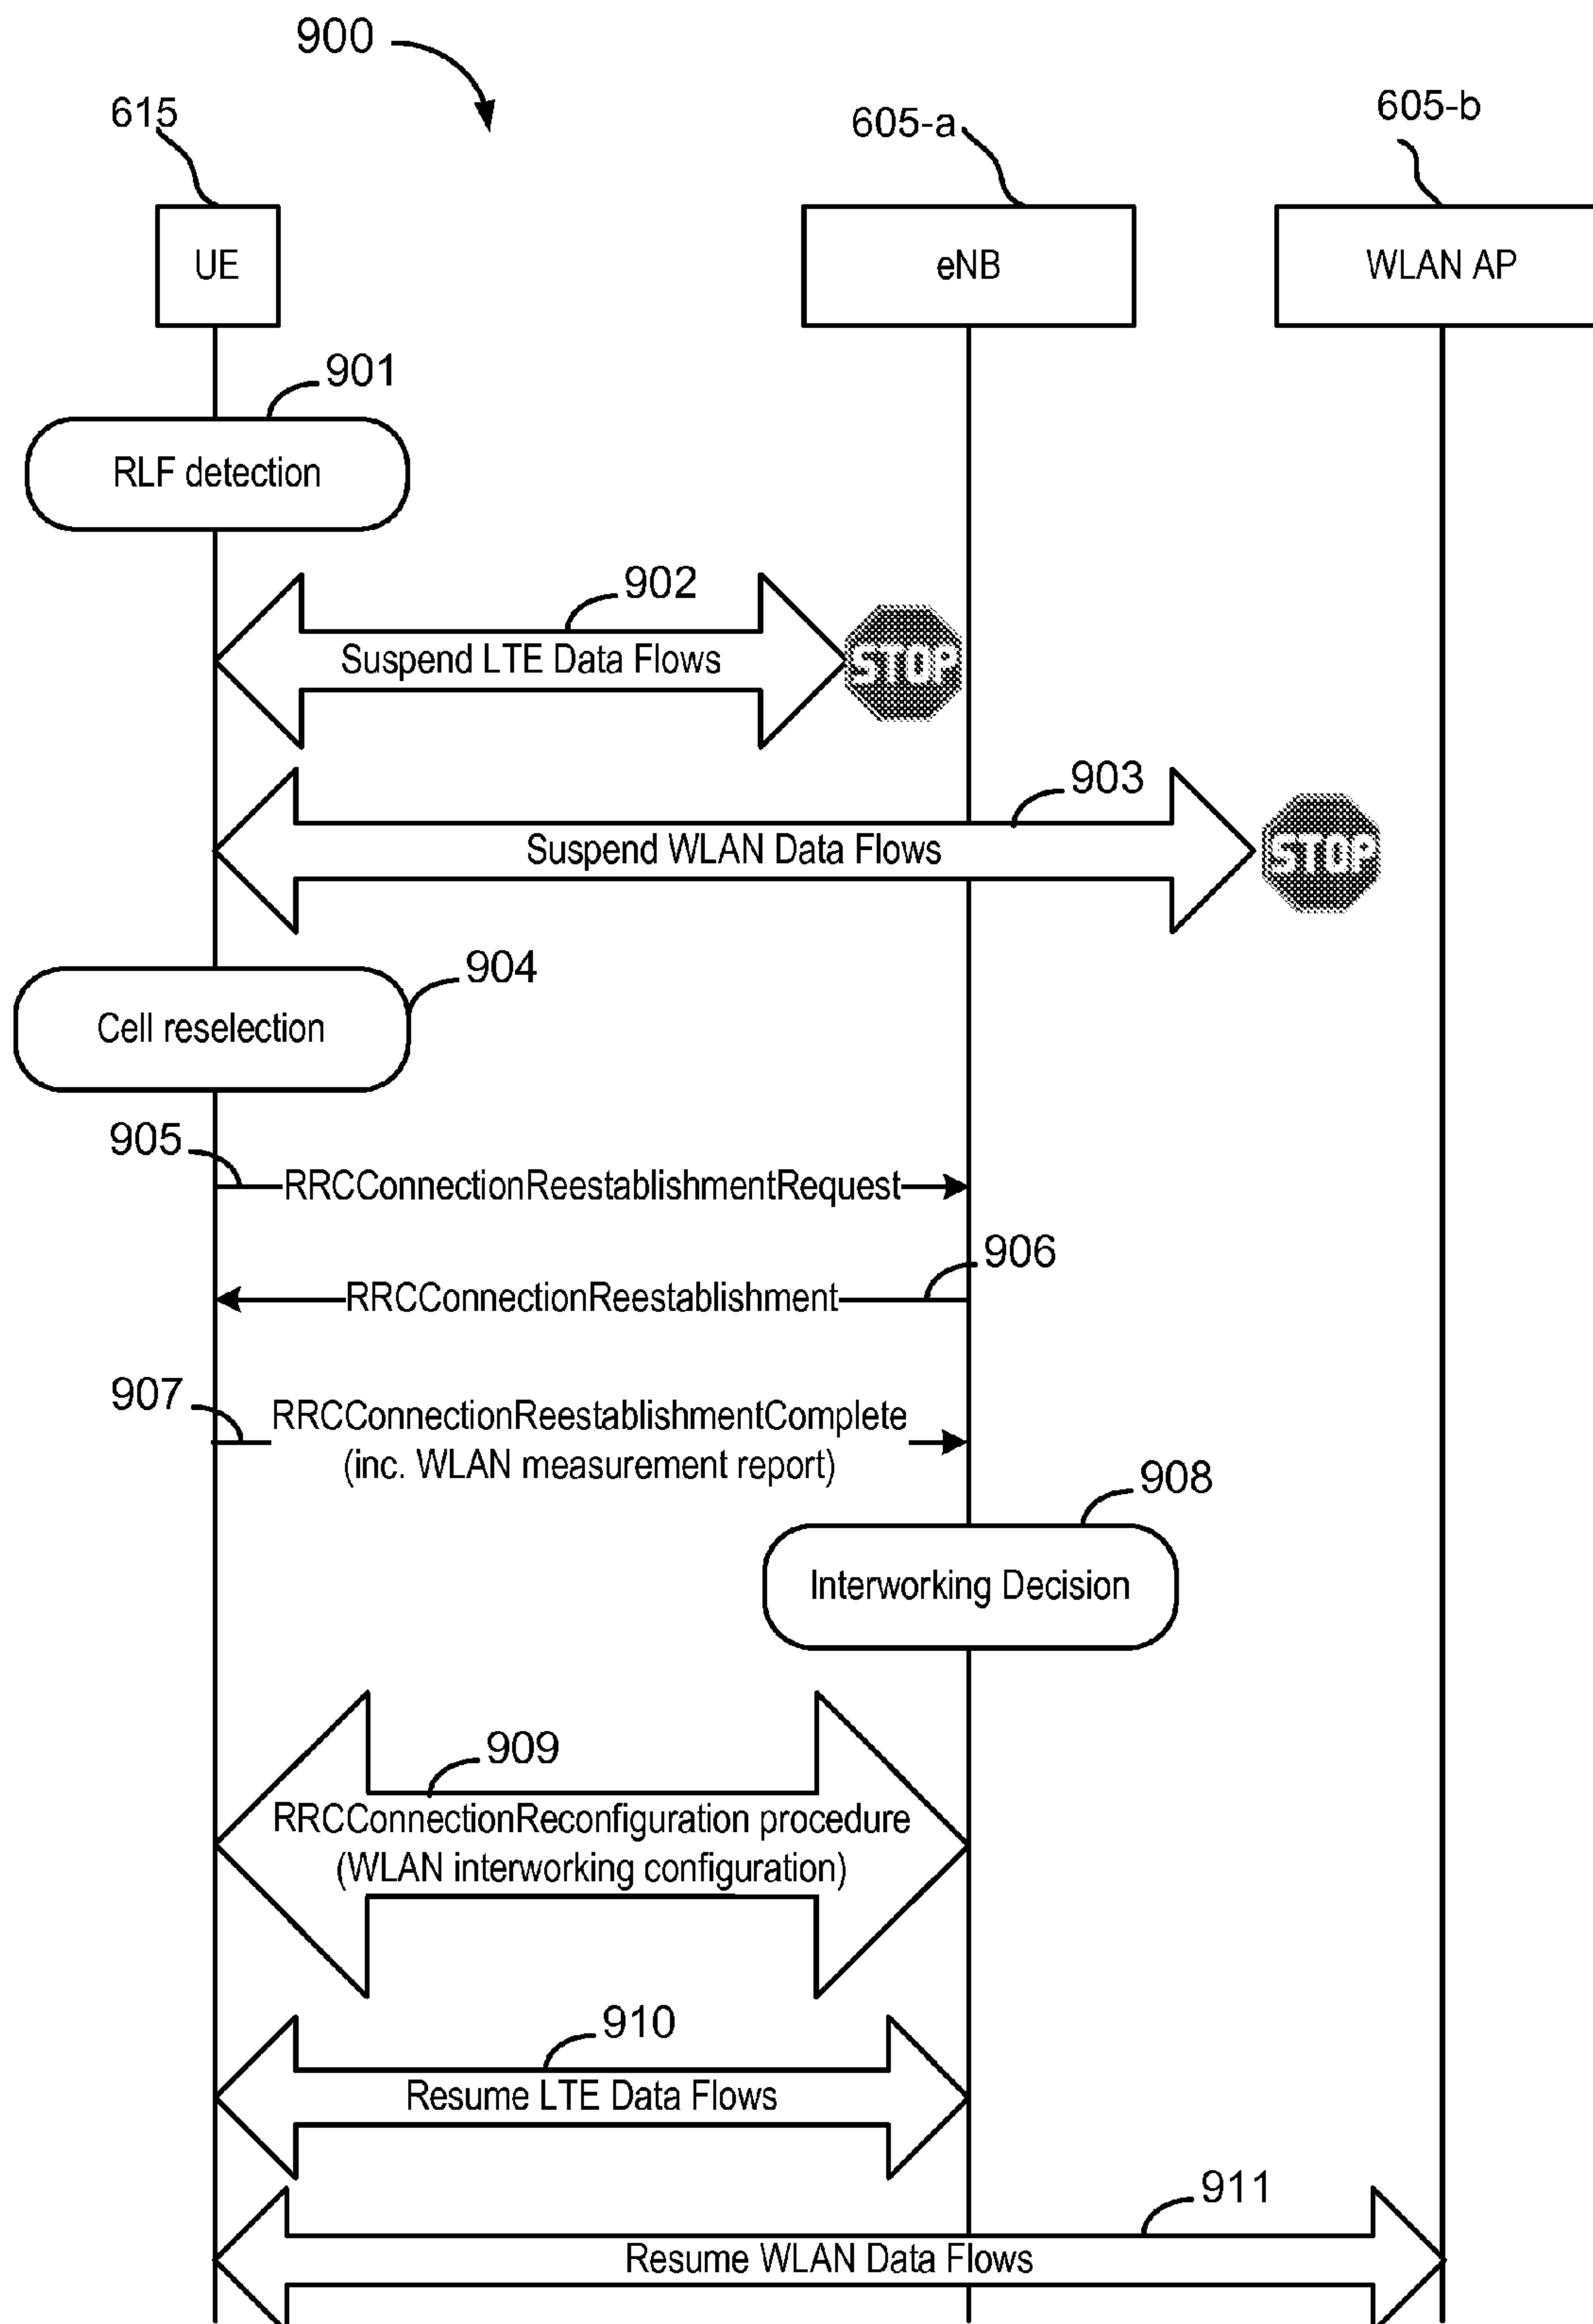 900
615
605-a
605-b
UE
eNB
WLAN AP
901
RLF detection
902
Suspend LTE Data Flows
STOP
903
Suspend WLAN Data Flows
STOP
904
Cell reselection
905
RRCConnectionReestablishmentRequest
906
RRCConnectionReestablishment
907
RRCConnectionReestablishmentComplete
(inc. WLAN measurement report)
908
Interworking Decision
909
RRCConnectionReconfiguration procedure
(WLAN interworking configuration)
910
Resume LTE Data Flows
911
Resume WLAN Data Flows